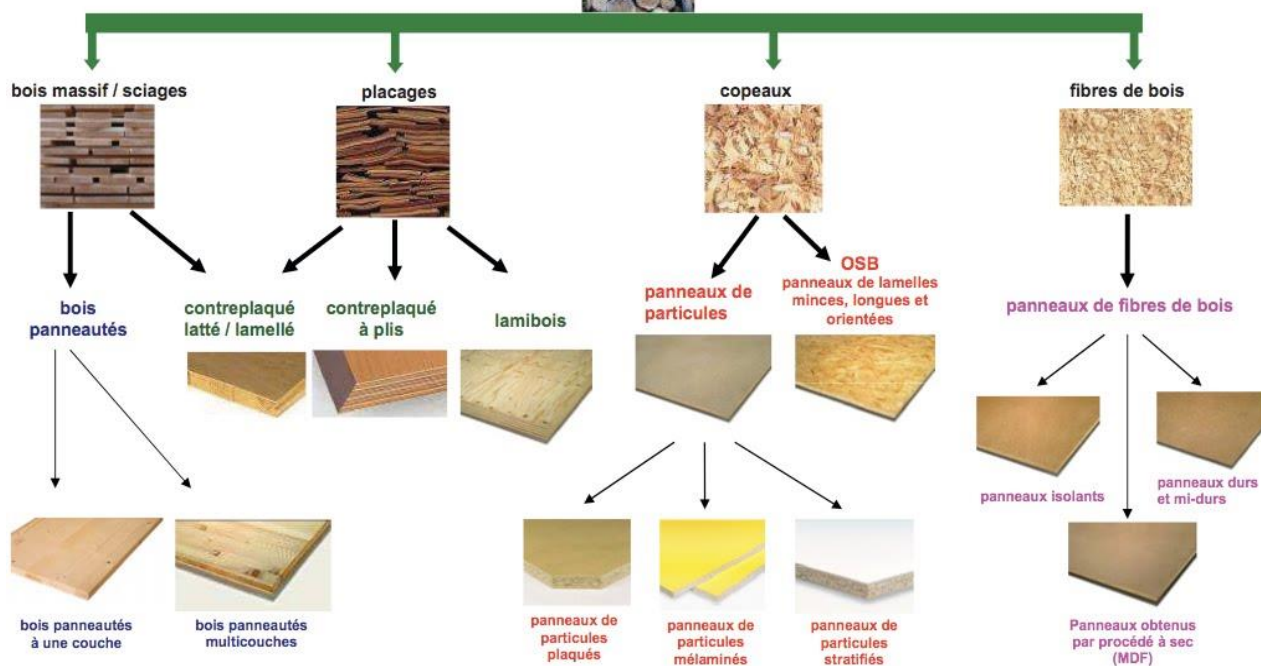 bois massif / sciages
placages
copeaux
fibres de bois
bois
panneautés
contreplaqué
latté / lamellé
contreplaqué
à plis
lamibois
panneaux de
particules
OSB
panneaux de lamelles
minces, longues et
orientées
panneaux de fibres de bois
panneaux isolants
panneaux durs
et mi-durs
bois panneautés
à une couche
bois panneautés
multicouches
panneaux de
particules
plaqués
panneaux de
particules
mélaminés
panneaux de
particules
stratifiés
Panneaux obtenus
par procédé à sec
(MDF)